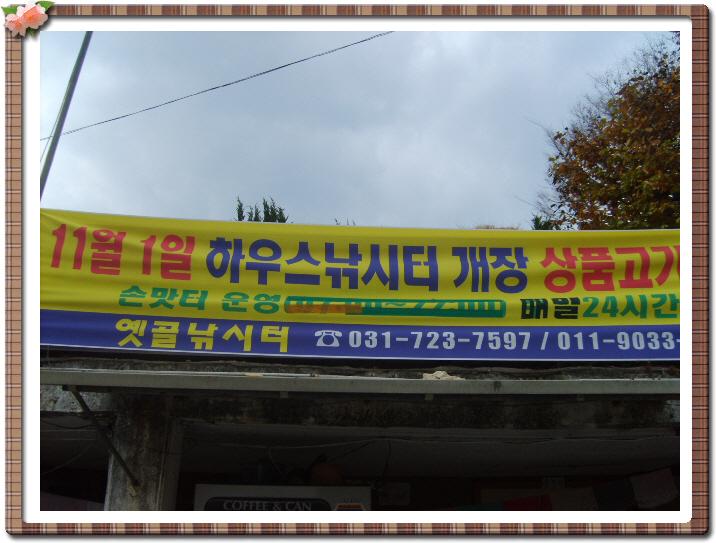 11월 1일 하우스낚시터 개장 상품고기
손맛터 운영 매일24시간
옛골낚시터 ☎031-723-7597 / 011-9033-
COFFEE & CAN